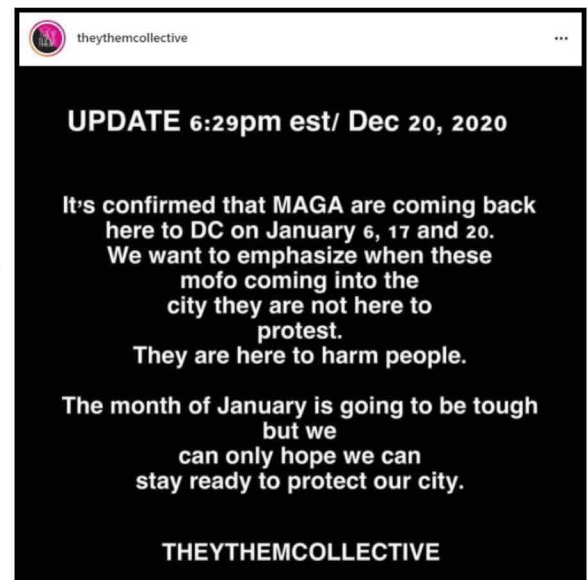 theythemcollective
UPDATE 6:29pm est/ Dec 20, 2020
It's confirmed that MAGA are coming back
here to DC on January 6, 17 and 20.
We want to emphasize when these
mofo coming into the
city they are not here to
protest.
They are here to harm people.
The month of January is going to be tough
but we
can only hope we can
stay ready to protect our city.
THEYTHEMCOLLECTIVE